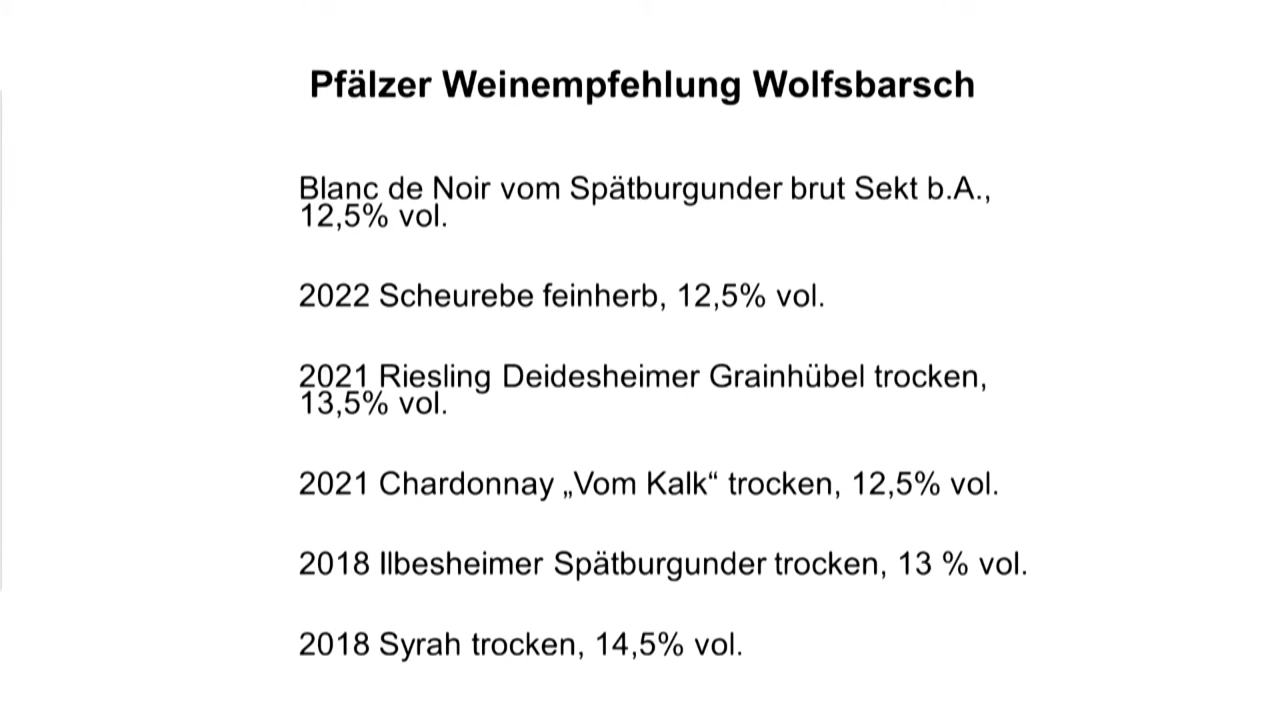 Pfälzer Weinempfehlung Wolfsbarsch
Blanc de Noir vom Spätburgunder brut Sekt b.A.,
12,5% vol.
2022 Scheurebe feinherb, 12,5% vol.
2021 Riesling Deidesheimer Grainhübel trocken,
13,5% vol.
2021 Chardonnay „Vom Kalk“ trocken, 12,5% vol.
2018 Ilbesheimer Spätburgunder trocken, 13 % vol.
2018 Syrah trocken, 14,5% vol.